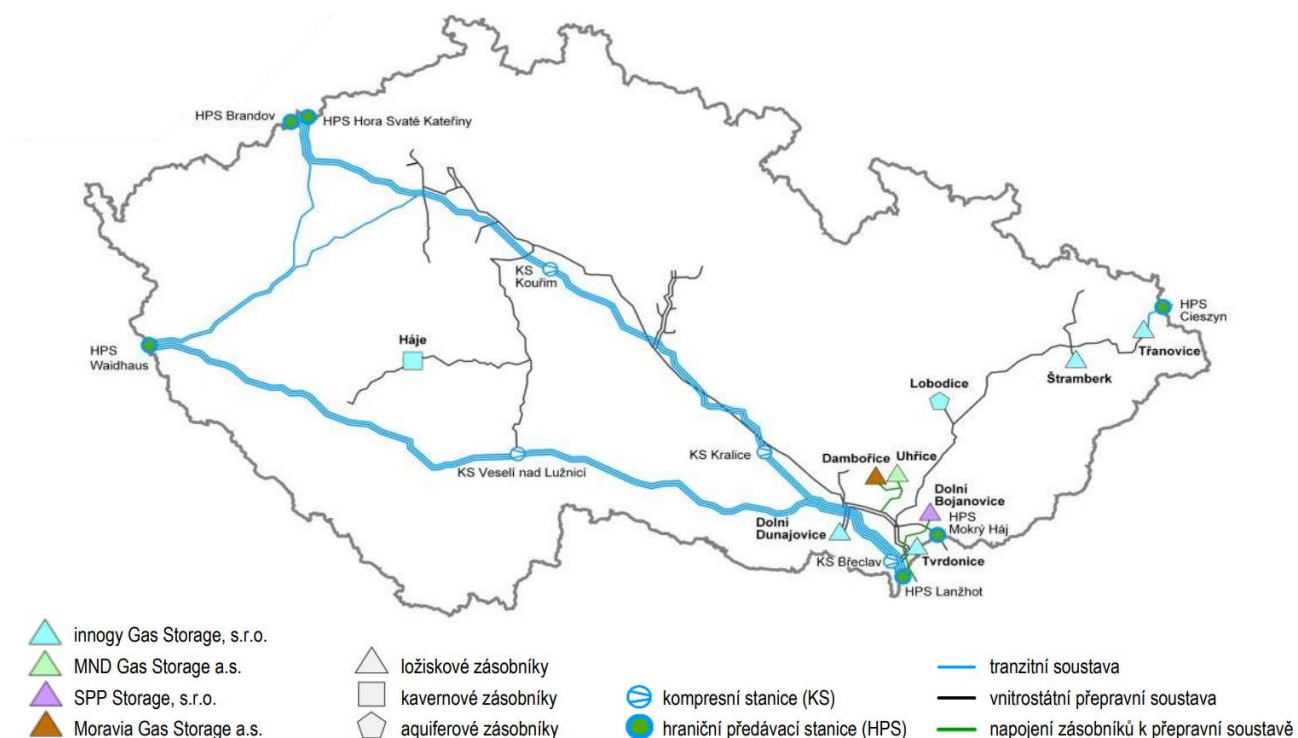 HPS Brandov
HPS Hora Svaté Kateřiny
KS
Kouřim
HPS
Cieszyn
Třanovice
HPS
Waidhaus
Háje
Štramberk
Lobodice
KS Kralice
Dambořice
Uhřice
KS Veselí nad Lužnicí
Dolní
Bojanovice
HPS
Mokrý Háj
Dolní
Dunajovice
KS Břeclav
Tvrdonice
HPS Lanžhot
innogy Gas Storage, s.r.o.
MND Gas Storage a.s.
SPP Storage, s.r.o.
Moravia Gas Storage a.s.
ložiskové zásobníky
kavernové zásobníky
aquiferové zásobníky
kompresní stanice (KS)
hraniční předávací stanice (HPS)
tranzitní soustava
vnitrostátní přepravní soustava
napojení zásobníků k přepravní soustavě